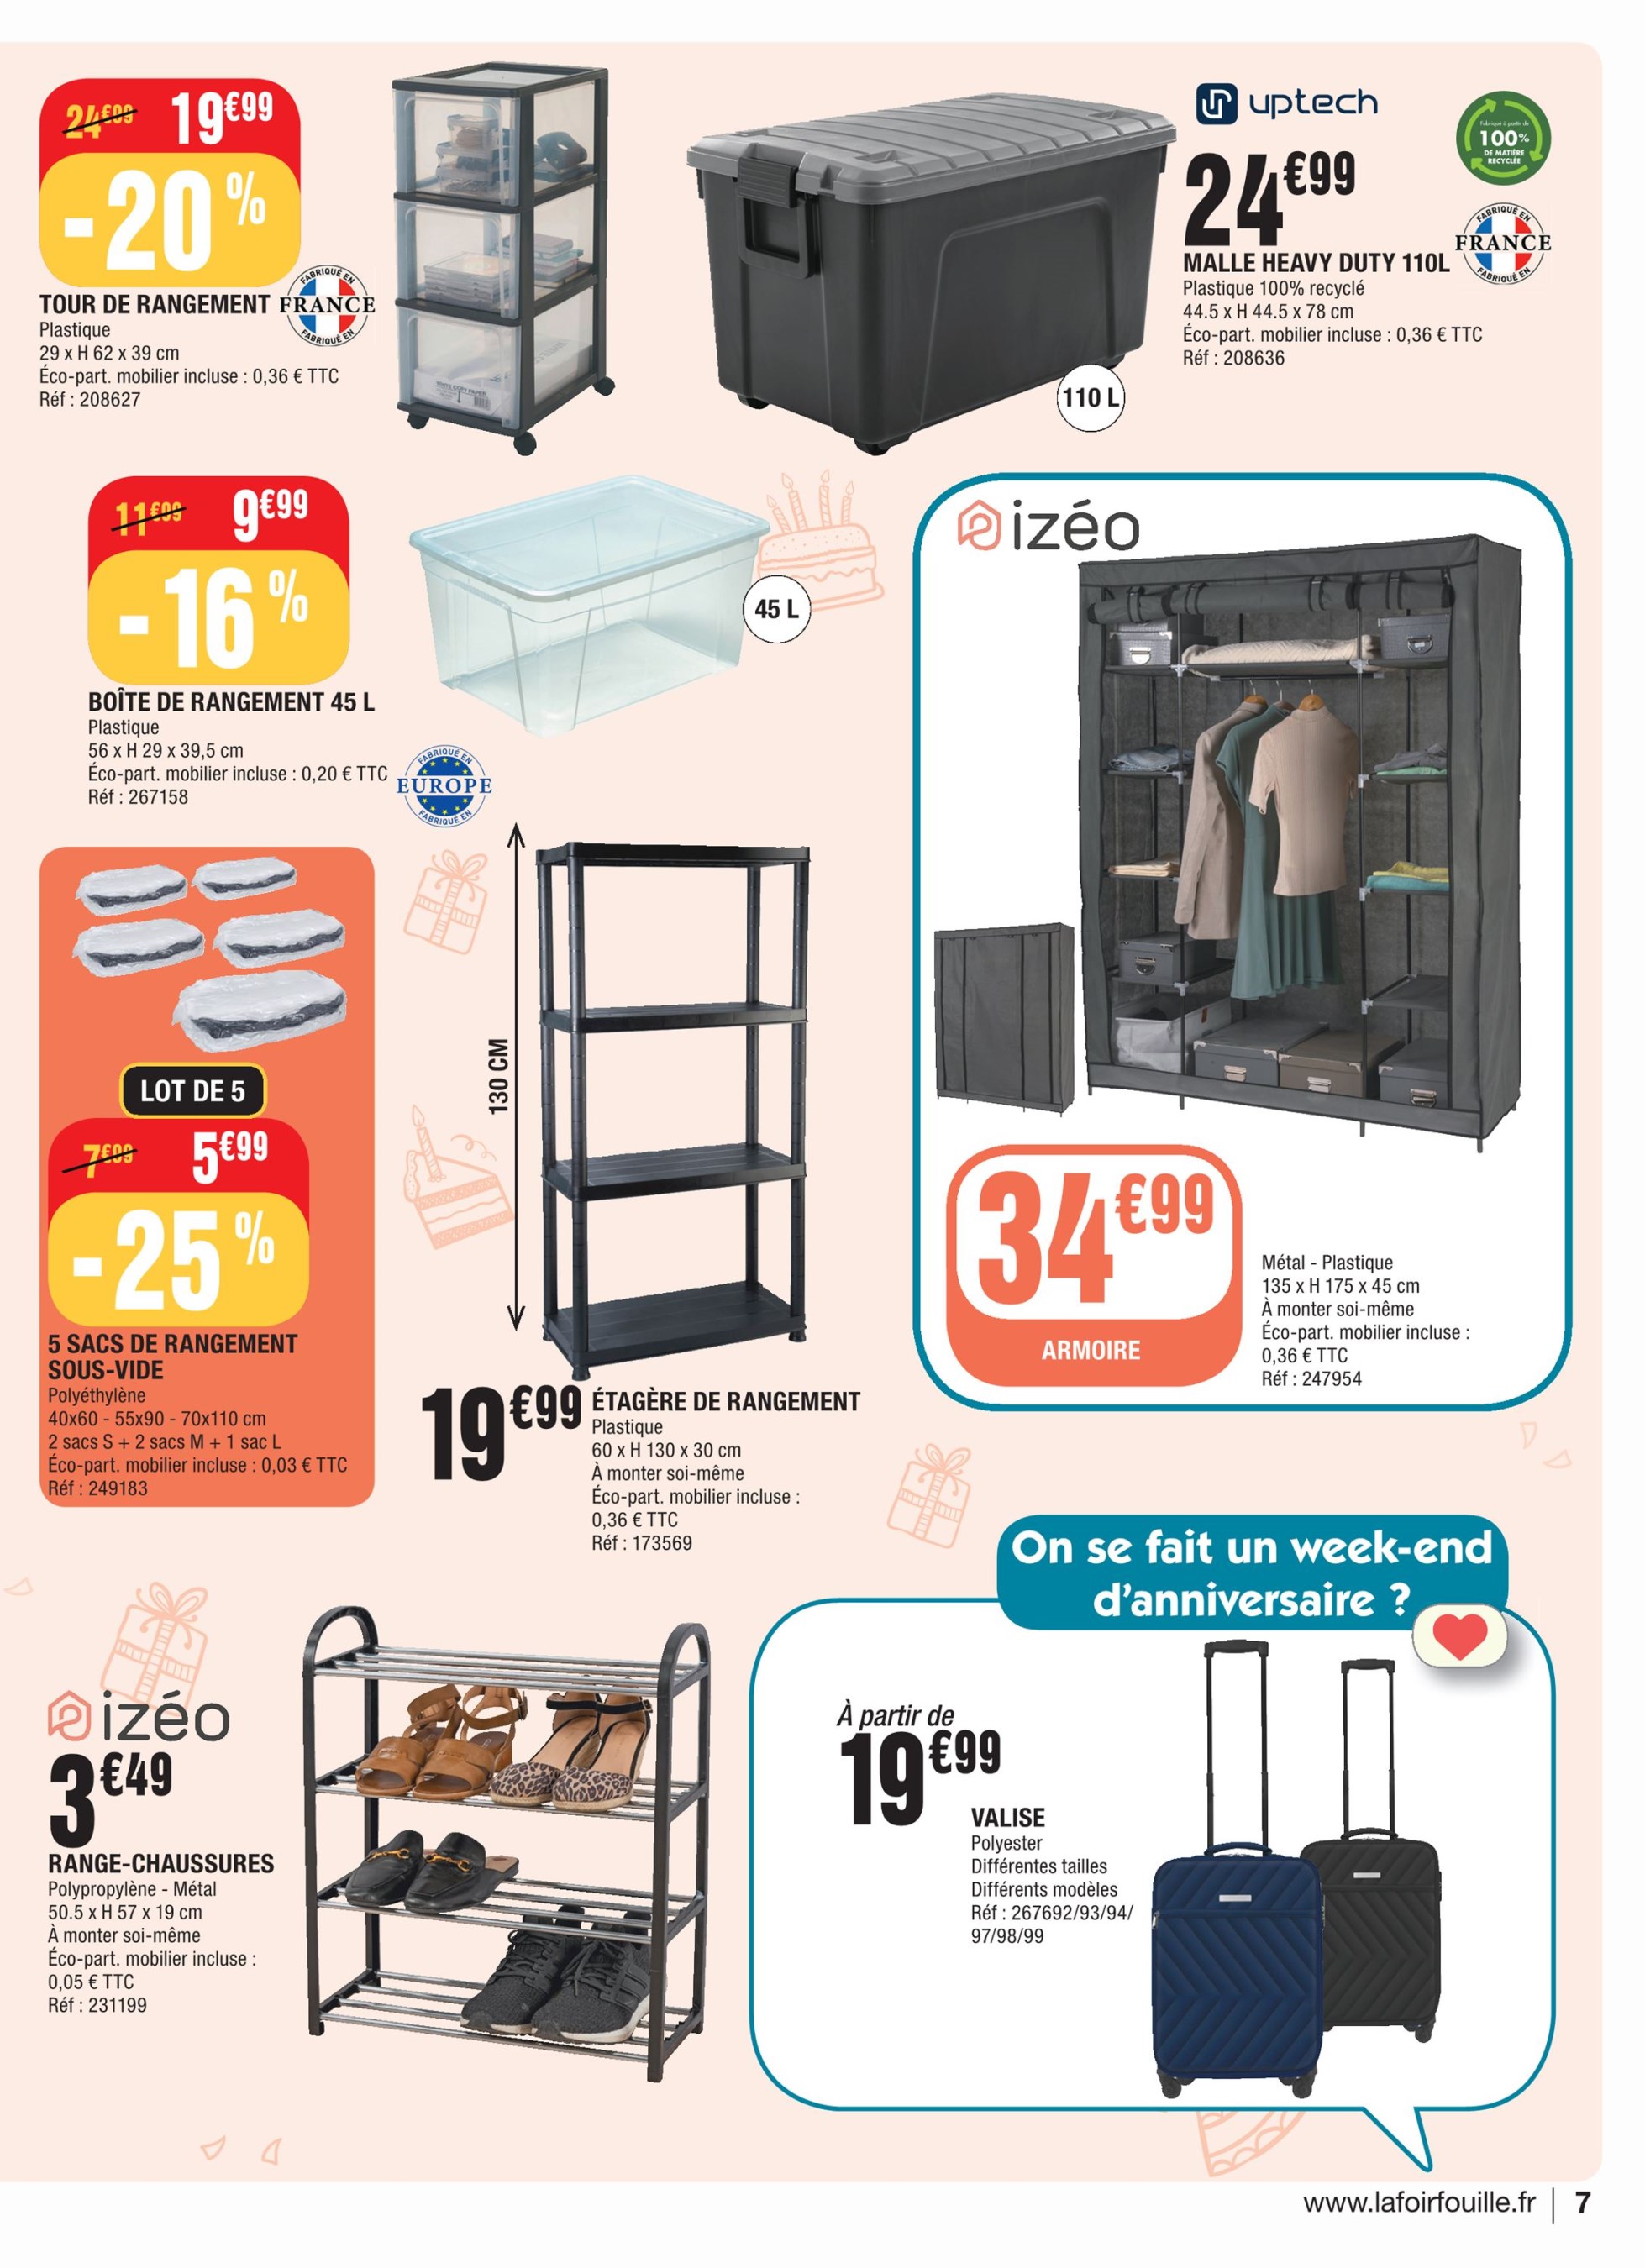 24€99 19€99
-20%
TOUR DE RANGEMENT
FABRIQUÉ EN
FRANCE
FABRIQUÉ EN
Plastique
29 x H 62 x 39 cm
Éco-part. mobilier incluse : 0,36 € TTC
Réf : 208627
WHITE COPY PAPER
110 L
uptech
24€99
Fabriqué à partir de
100%
DE MATIÈRE
RECYCLÉE
FABRIQUÉ EN
FRANCE
FABRIQUÉ EN
MALLE HEAVY DUTY 110L
Plastique 100% recyclé
44.5 x H 44.5 x 78 cm
Éco-part. mobilier incluse : 0,36 € TTC
Réf : 208636
11€99 9€99
-16%
45 L
BOÎTE DE RANGEMENT 45 L
Plastique
56 x H 29 x 39,5 cm
Éco-part. mobilier incluse : 0,20 € TTC
Réf : 267158
FABRIQUÉ EN
EUROPE
FABRIQUÉ EN
izéo
34€99
ARMOIRE
Métal - Plastique
135 x H 175 x 45 cm
À monter soi-même
Éco-part. mobilier incluse :
0,36 € TTC
Réf : 247954
LOT DE 5
7€99 5€99
-25%
5 SACS DE RANGEMENT
SOUS-VIDE
Polyéthylène
40x60 - 55x90 - 70x110 cm
2 sacs S + 2 sacs M + 1 sac L
Éco-part. mobilier incluse : 0,03 € TTC
Réf : 249183
130 CM
19€99
ÉTAGÈRE DE RANGEMENT
Plastique
60 x H 130 x 30 cm
À monter soi-même
Éco-part. mobilier incluse :
0,36 € TTC
Réf : 173569
izéo
3€49
RANGE-CHAUSSURES
Polypropylène - Métal
50.5 x H 57 x 19 cm
À monter soi-même
Éco-part. mobilier incluse :
0,05 € TTC
Réf : 231199
On se fait un week-end
d'anniversaire ?
À partir de
19€99
VALISE
Polyester
Différentes tailles
Différents modèles
Réf : 267692/93/94/
97/98/99
www.lafoirfouille.fr | 7